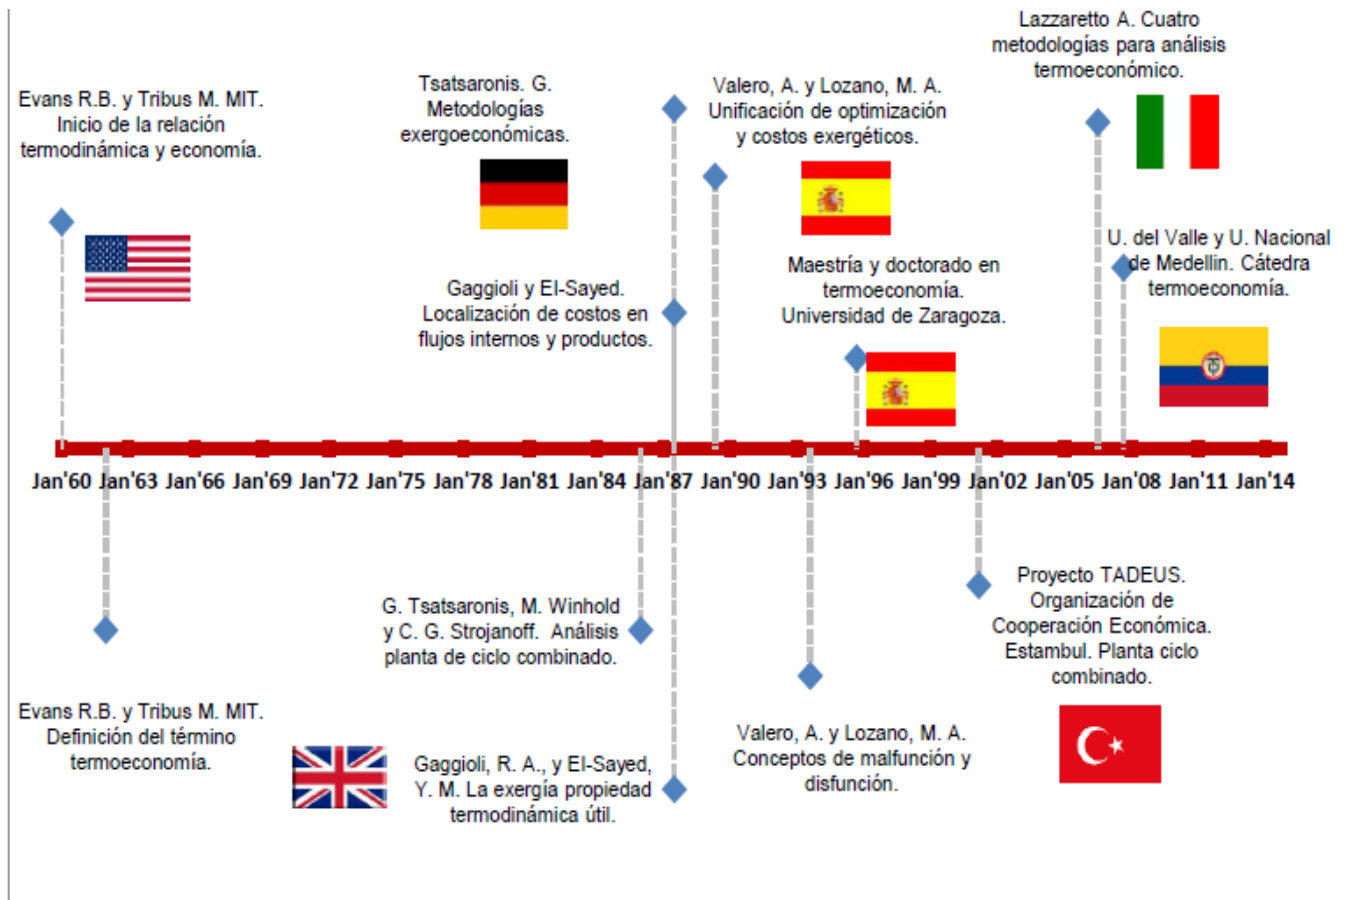 Lazzaretto A. Cuatro
metodologías para análisis
termoeconómico.
Evans R.B. y Tribus M. MIT.
Inicio de la relación
termodinámica y economía.
Tsatsaronis. G.
Metodologías
exergoeconómicas.
Valero, A. y Lozano, M. A.
Unificación de optimización
y costos exergéticos.
U. del Valle y U. Nacional
de Medellin. Cátedra
termoeconomía.
Gaggioli y El-Sayed.
Localización de costos en
flujos internos y productos.
Maestría y doctorado en
termoeconomía.
Universidad de Zaragoza.
Jan'60 Jan'63 Jan'66 Jan'69 Jan'72 Jan'75 Jan'78 Jan'81 Jan'84 Jan'87 Jan'90 Jan'93 Jan'96 Jan'99 Jan'02 Jan'05 Jan'08 Jan'11 Jan'14
G. Tsatsaronis, M. Winhold
y C. G. Strojanoff. Análisis
planta de ciclo combinado.
Proyecto TADEUS.
Organización de
Cooperación Económica.
Estambul. Planta ciclo
combinado.
Evans R.B. y Tribus M. MIT.
Definición del término
termoeconomía.
Gaggioli, R. A., y El-Sayed,
Y. M. La exergía propiedad
termodinámica útil.
Valero, A. y Lozano, M. A.
Conceptos de malfunción y
disfunción.